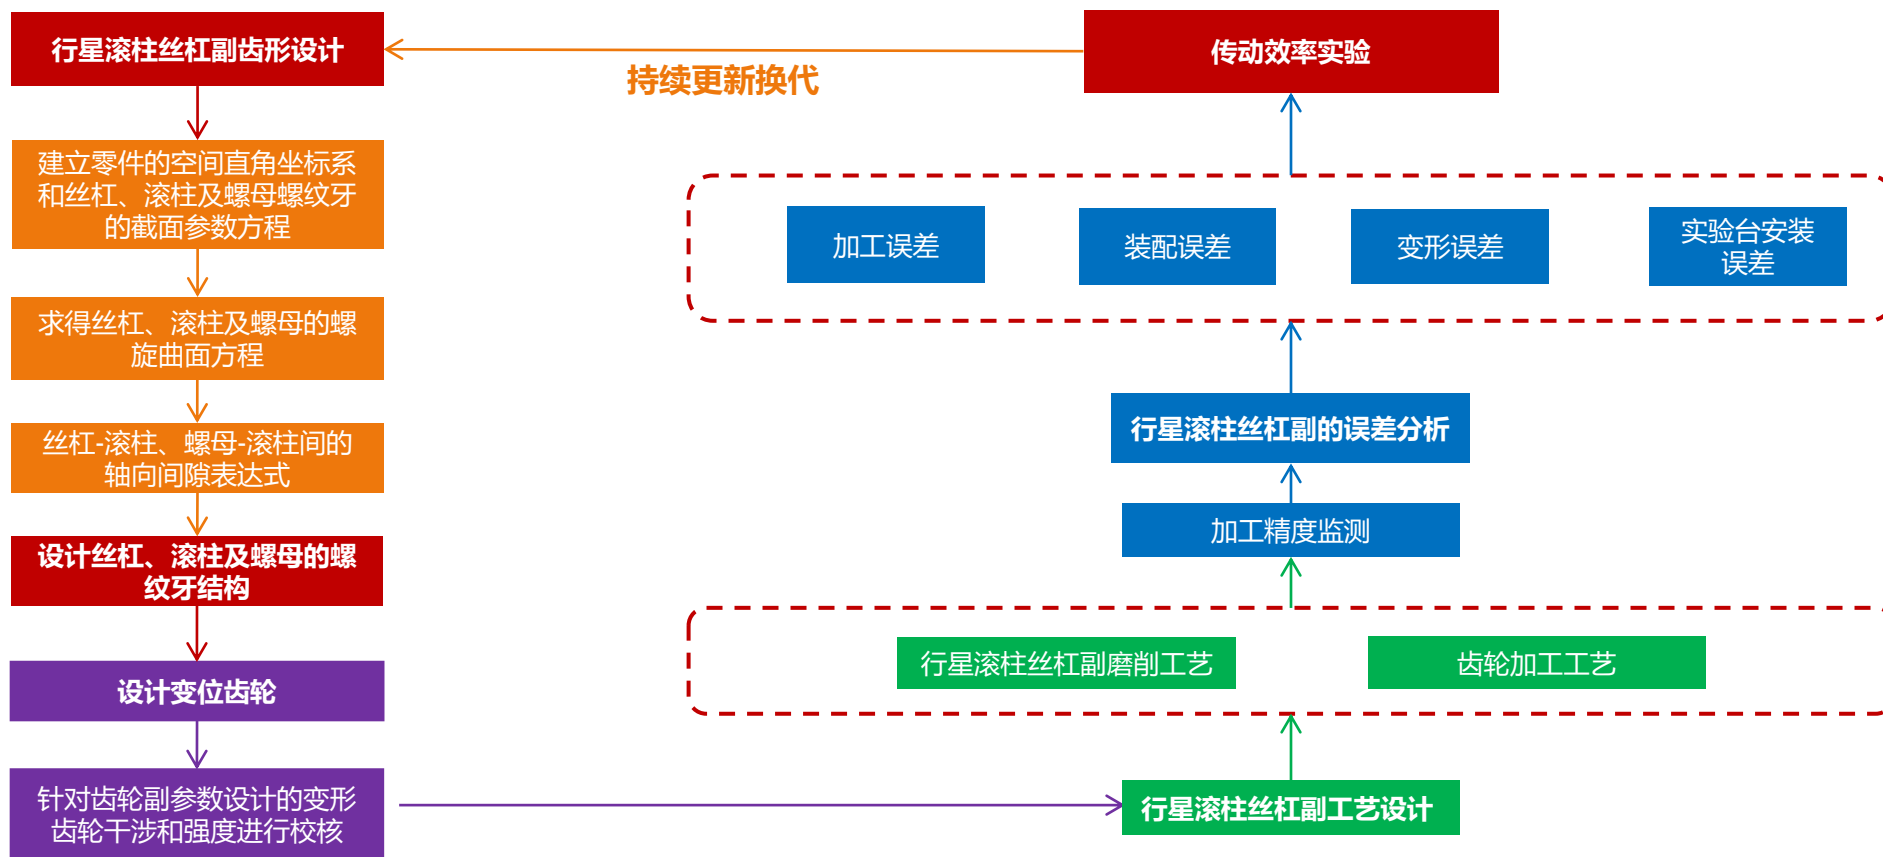 行星滚柱丝杠副齿形设计
建立零件的空间直角坐标系
和丝杠、滚柱及螺母螺纹牙
的截面参数方程
求得丝杠、滚柱及螺母的螺
旋曲面方程
丝杠-滚柱、螺母-滚柱间的
轴向间隙表达式
设计丝杠、滚柱及螺母的螺
纹牙结构
设计变位齿轮
针对齿轮副参数设计的变形
齿轮干涉和强度进行校核
持续更新换代
传动效率实验
加工误差
装配误差
变形误差
实验台安装
误差
行星滚柱丝杠副的误差分析
加工精度监测
行星滚柱丝杠副磨削工艺
齿轮加工工艺
行星滚柱丝杠副工艺设计